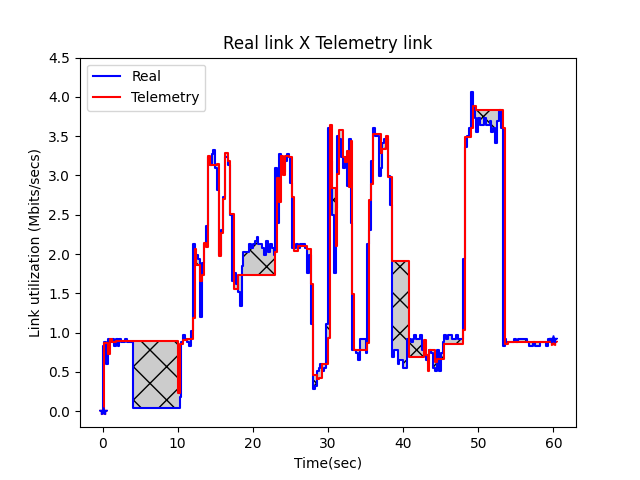 Real link X Telemetry link
Real
Telemetry
Link utilization (Mbits/secs)
4.5
4.0
3.5
3.0
2.5
2.0
1.5
1.0
0.5
0.0
0 10 20 30 40 50 60
Time(sec)